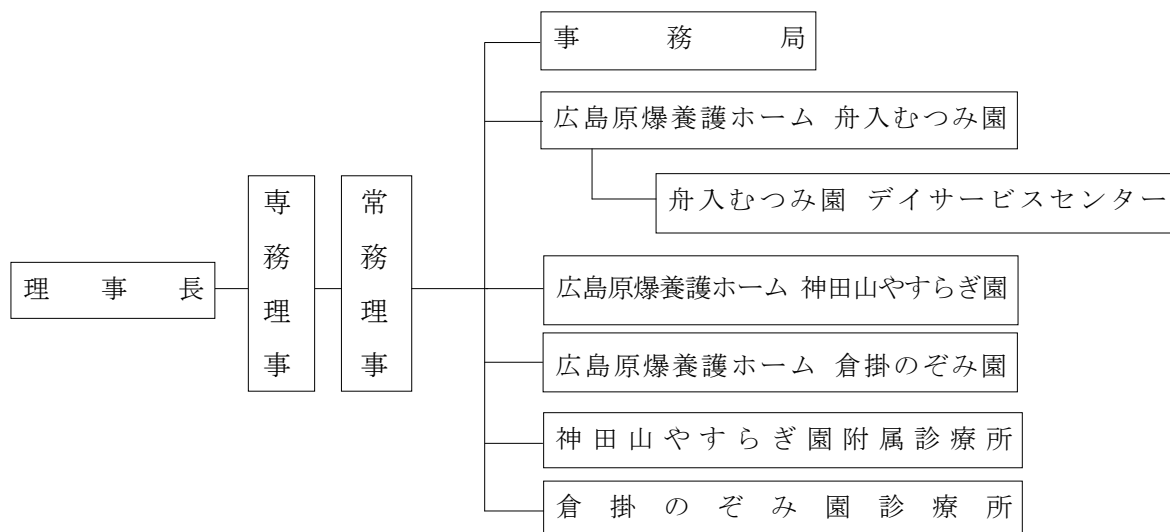 事務局
広島原爆養護ホーム 舟入むつみ園
舟入むつみ園 デイサービスセンター
理事長
専務理事
常務理事
広島原爆養護ホーム 神田山やすらぎ園
広島原爆養護ホーム 倉掛のぞみ園
神田山やすらぎ園附属診療所
倉掛のぞみ園診療所